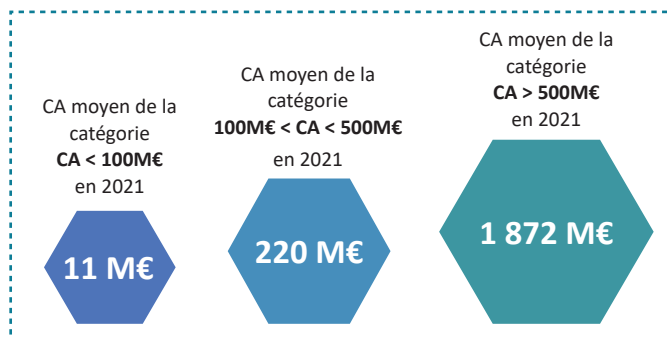 CA moyen de la
catégorie
CA < 100M€
en 2021
11 M€
CA moyen de la
catégorie
100M€ < CA < 500M€
en 2021
220 M€
CA moyen de la
catégorie
CA > 500M€
en 2021
1 872 M€